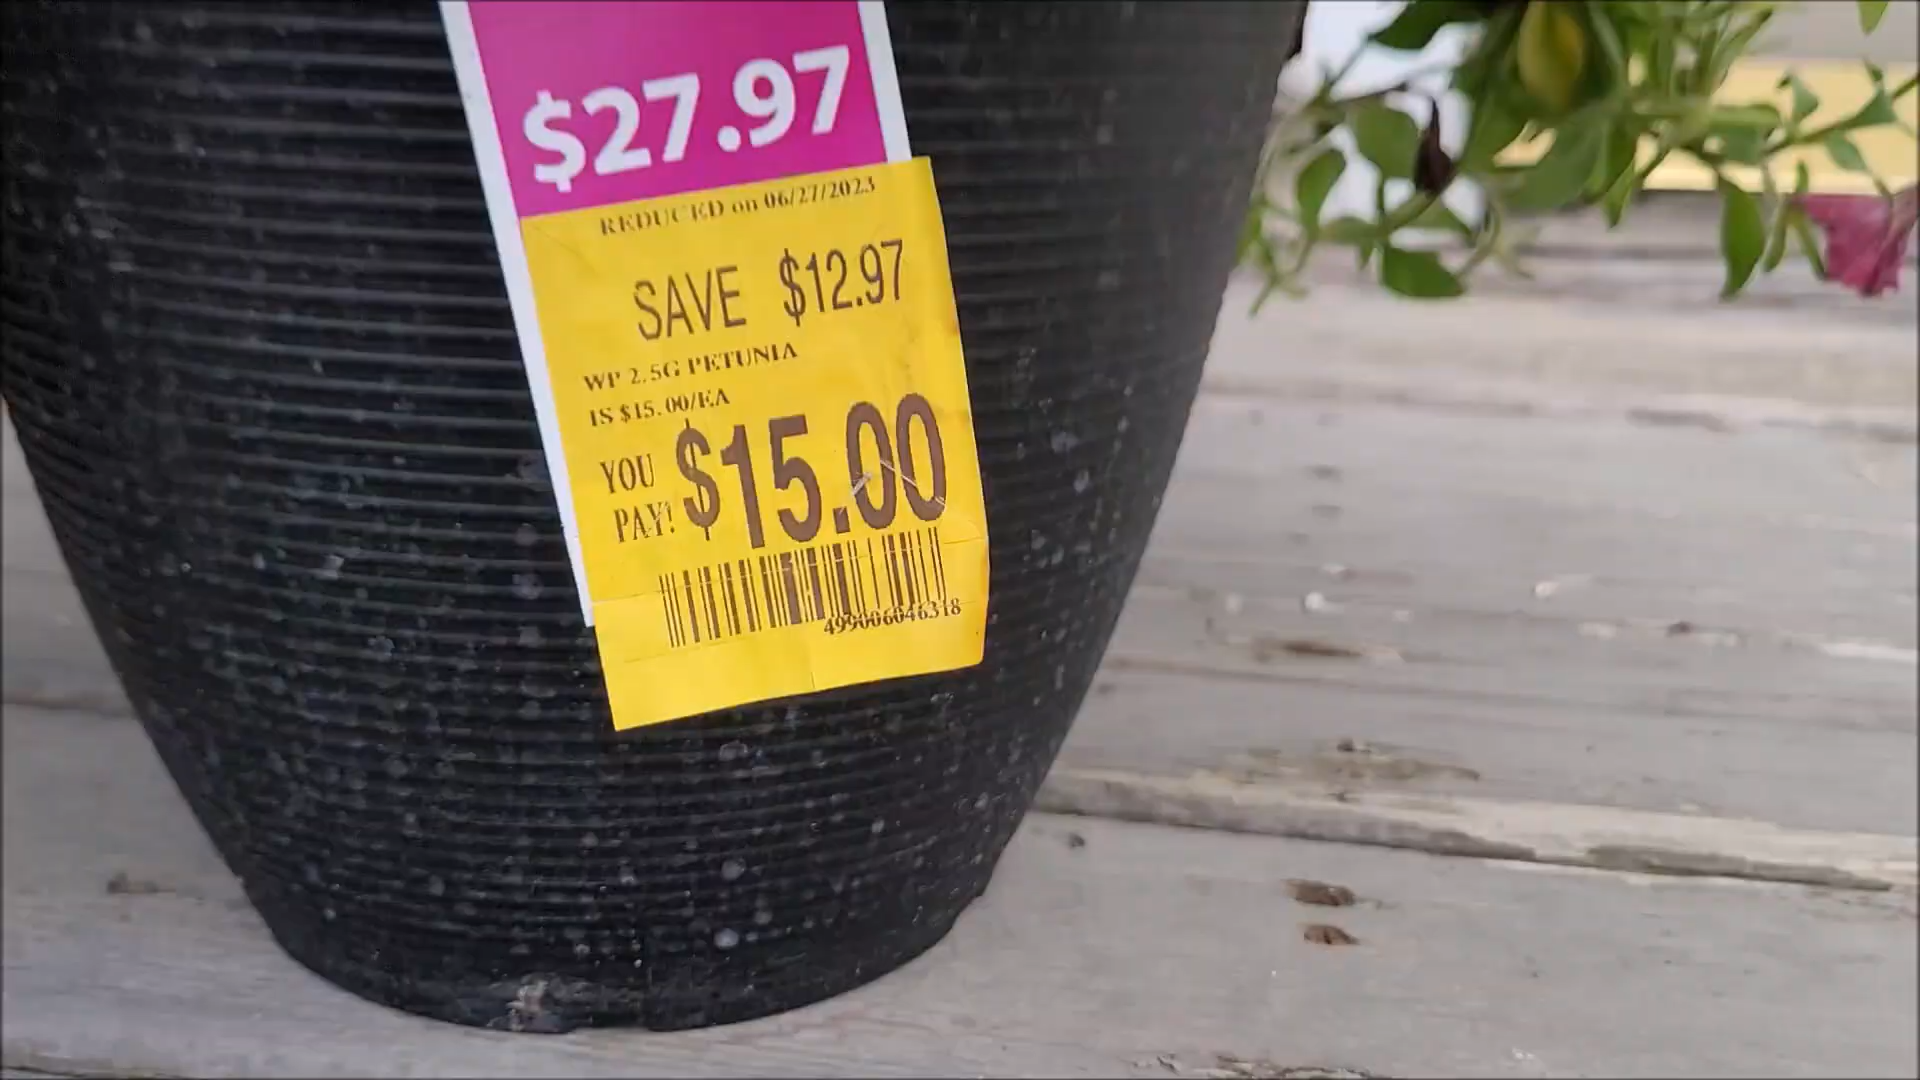 $27.97
REDUCED on 06/27/2023
SAVE $12.97
WP 2.5G PETUNIA
IS $15.00/EA
YOU PAY! $15.00
499006046318